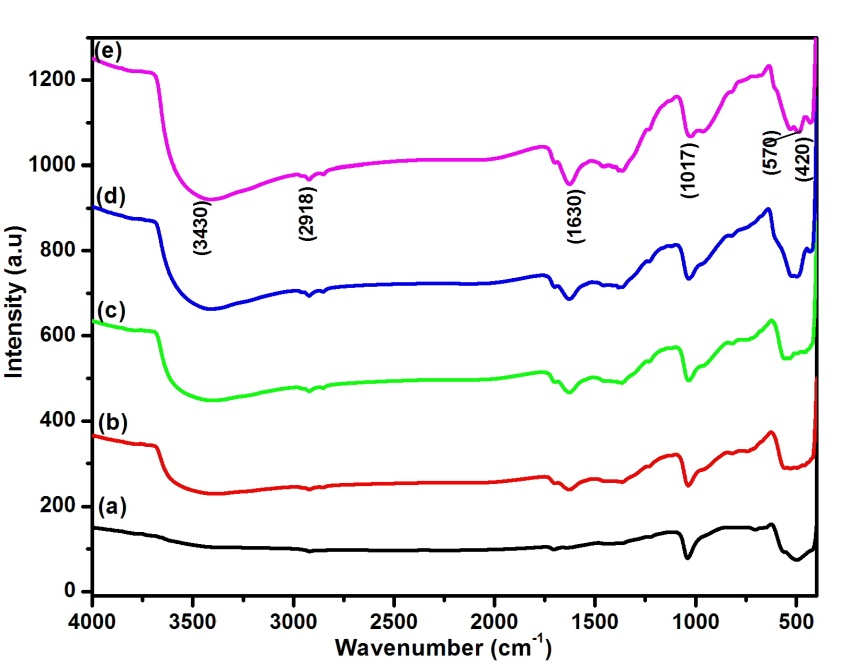 (e)
1200
1000
(d)
800
(c)
600
(b)
400
(a)
200
0
Intensity (a.u)
(3430)
(2918)
(1630)
(1017)
(570)
(420)
4000 3500 3000 2500 2000 1500 1000 500
Wavenumber (cm⁻¹)